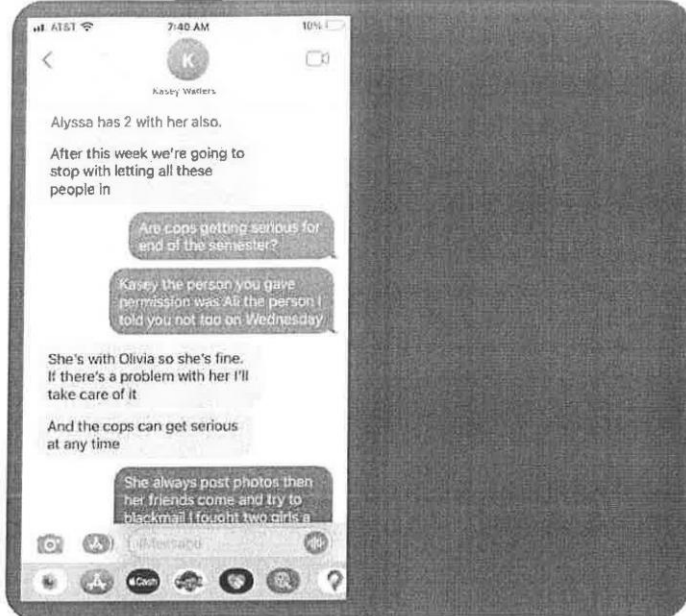 AT&T 7:40 AM 10%
K
Kasey Watlers
Alyssa has 2 with her also.
After this week we're going to
stop with letting all these
people in
Are cops getting serious for
end of the semester?
Kasey the person you gave
permission was Ali the person I
told you not too on Wednesday
She's with Olivia so she's fine.
If there's a problem with her I'll
take care of it
And the cops can get serious
at any time
She always post photos then
her friends come and try to
blackmail I fought two girls a
iMessage
Cash